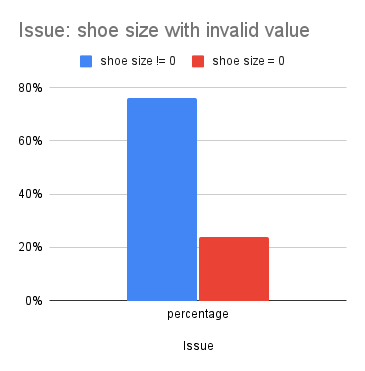 Issue: shoe size with invalid value
shoe size != 0
shoe size = 0
80%
60%
40%
20%
0%
percentage
Issue